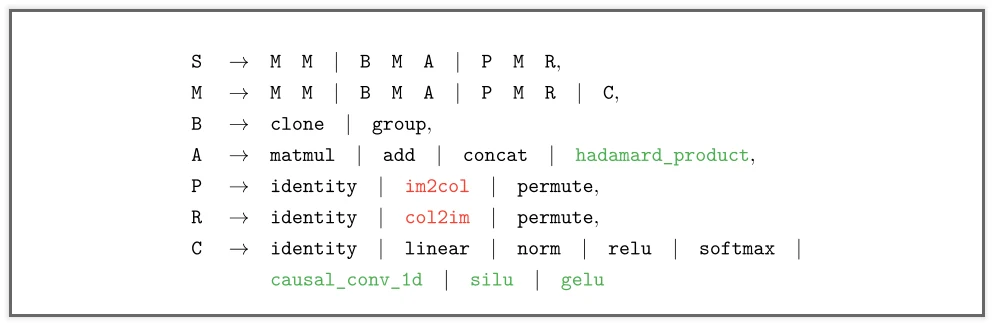 S → M M | B M A | P M R,
M → M M | B M A | P M R | C,
B → clone | group,
A → matmul | add | concat | hadamard_product,
P → identity | im2col | permute,
R → identity | col2im | permute,
C → identity | linear | norm | relu | softmax |
causal_conv_1d | silu | gelu